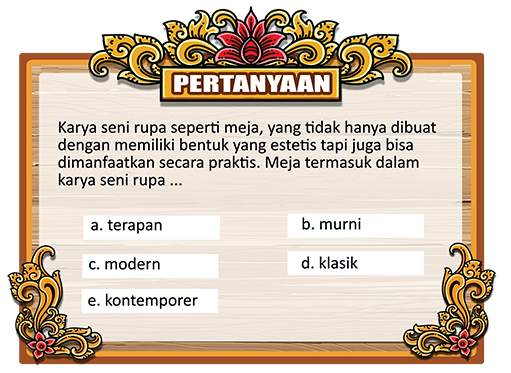 PERTANYAAN
Karya seni rupa seperti meja, yang tidak hanya dibuat
dengan memiliki bentuk yang estetis tapi juga bisa
dimanfaatkan secara praktis. Meja termasuk dalam
karya seni rupa ...
a. terapan
b. murni
c. modern
d. klasik
e. kontemporer